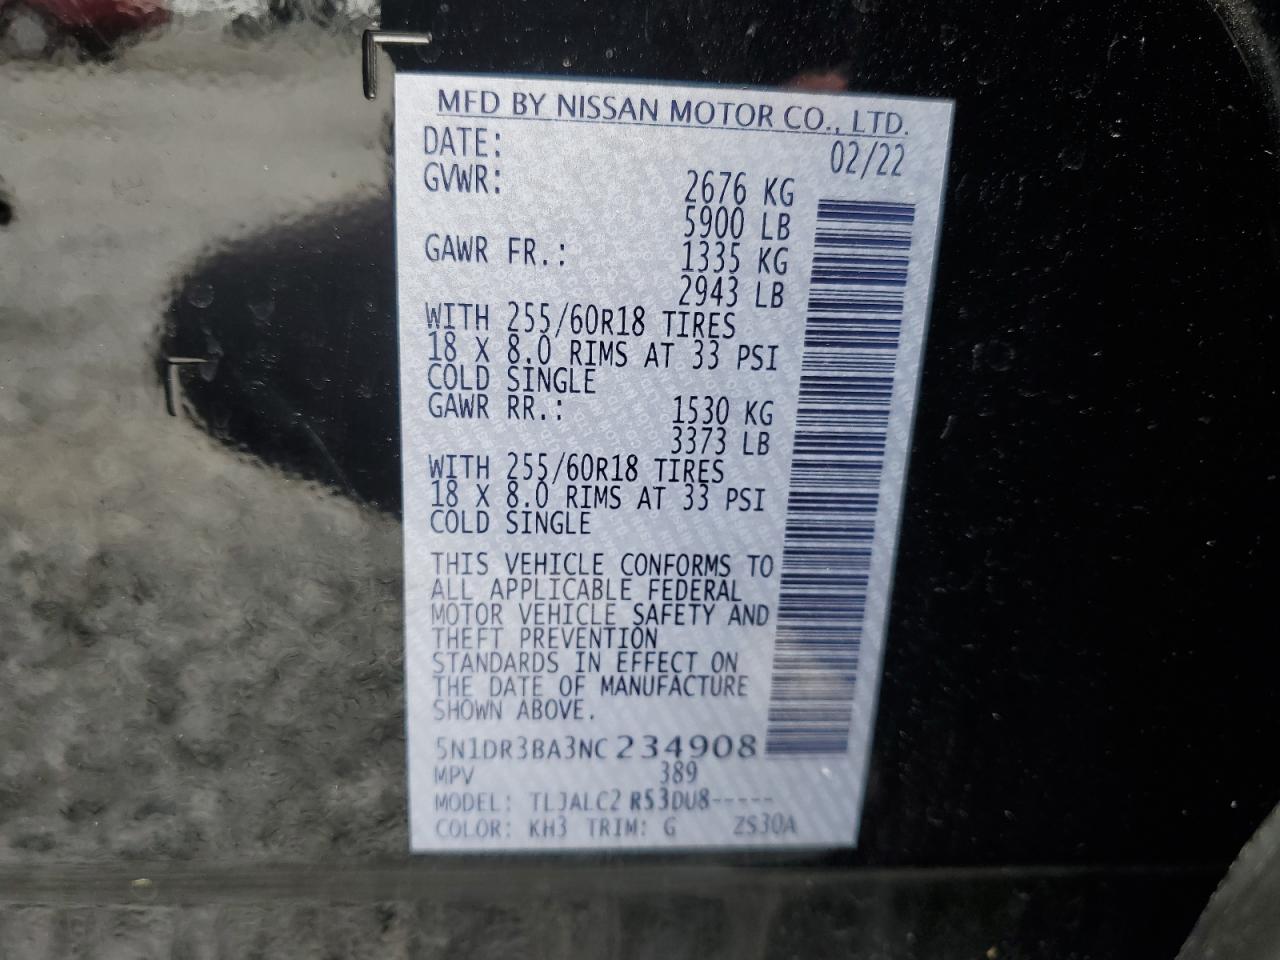 MFD BY NISSAN MOTOR CO., LTD.
DATE: 02/22
GVWR: 2676 KG
5900 LB
GAWR FR.: 1335 KG
2943 LB
WITH 255/60R18 TIRES
18 X 8.0 RIMS AT 33 PSI
COLD SINGLE
GAWR RR.: 1530 KG
3373 LB
WITH 255/60R18 TIRES
18 X 8.0 RIMS AT 33 PSI
COLD SINGLE
THIS VEHICLE CONFORMS TO
ALL APPLICABLE FEDERAL
MOTOR VEHICLE SAFETY AND
THEFT PREVENTION
STANDARDS IN EFFECT ON
THE DATE OF MANUFACTURE
SHOWN ABOVE.
5N1DR3BA3NC234908
MPV 389
MODEL: TLJALC2 R53DU8-----
COLOR: KH3 TRIM: G ZS30A